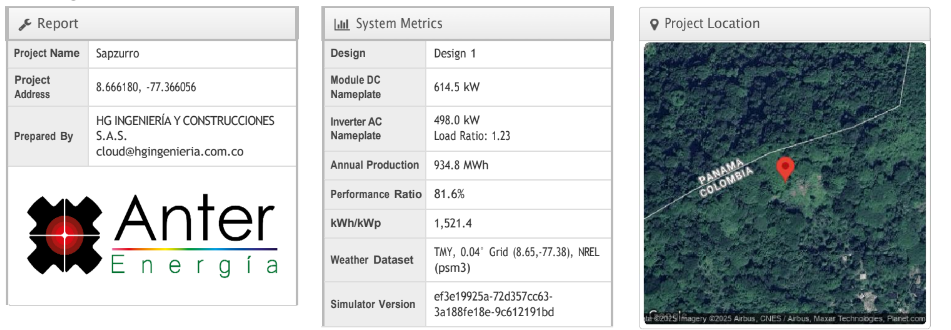 Report
Project Name Sapzurro
Project
Address
8.666180, -77.366056
Prepared By
HG INGENIERÍA Y CONSTRUCCIONES
S.A.S.
cloud@hgingenieria.com.co
Anter
Energía
System Metrics
Design Design 1
Module DC
Nameplate
614.5 kW
Inverter AC
Nameplate
498.0 kW
Load Ratio: 1.23
Annual Production 934.8 MWh
Performance Ratio 81.6%
kWh/kWp 1,521.4
Weather Dataset
TMY, 0.04° Grid (8.65,-77.38), NREL
(psm3)
Simulator Version
ef3e19925a-72d357cc63-
3a188fe18e-9c612191bd
Project Location
PANAMA
COLOMBIA
©2025 Imagery ©2025 Airbus, CNES / Airbus, Maxar Technologies, Planet.com